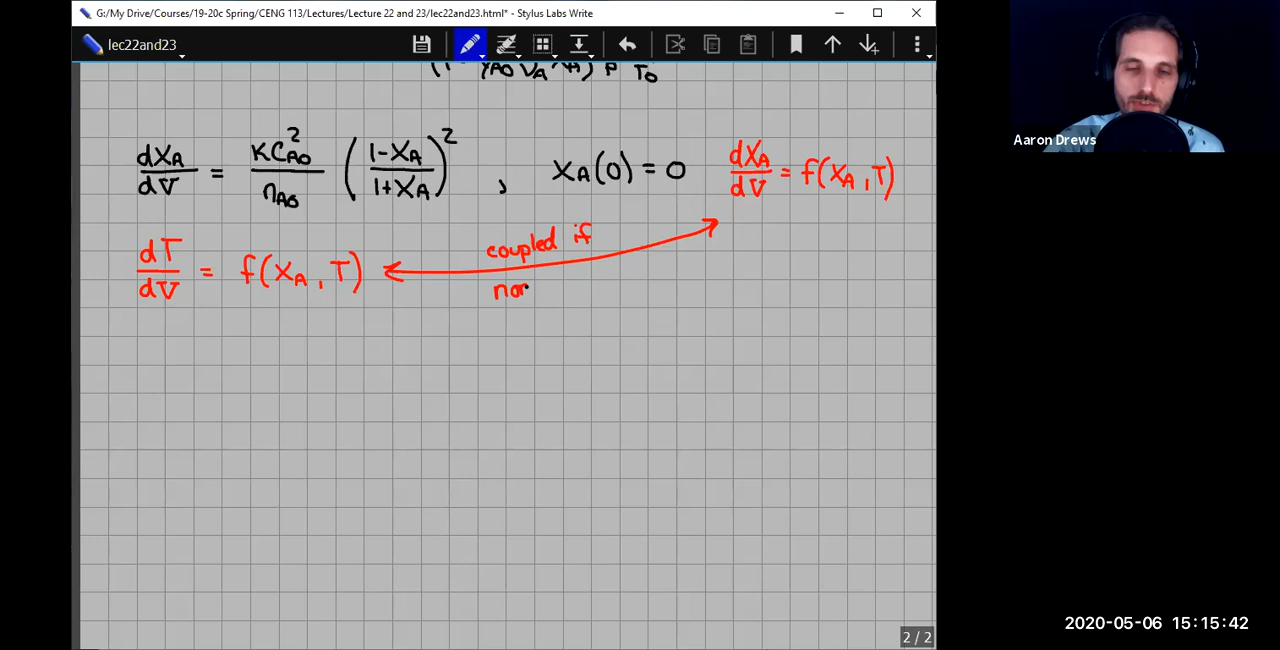 G:/My Drive/Courses/19-20c Spring/CENG 113/Lectures/Lecture 22 and 23/lec22and23.html* - Stylus Labs Write
lec22and23
Aaron Drews
dXA/dV = KCA0²/nA0 ((1-XA)/(1+XA))² , XA(0) = 0 dXA/dV = f(XA, T)
dT/dV = f(XA, T) coupled if
non
2 / 2
2020-05-06 15:15:42